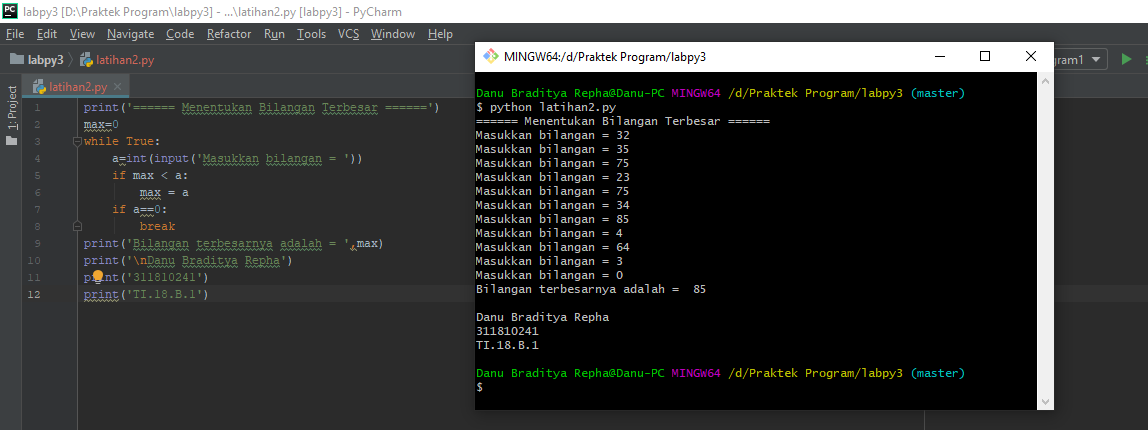 PC labpy3 [D:\Praktek Program\labpy3] - ...\latihan2.py [labpy3] - PyCharm
File Edit View Navigate Code Refactor Run Tools VCS Window Help
labpy3 latihan2.py
gram1
latihan2.py
1: Project
1 print('====== Menentukan Bilangan Terbesar ======')
2 max=0
3 while True:
4 a=int(input('Masukkan bilangan = '))
5 if max < a:
6 max = a
7 if a==0:
8 break
9 print('Bilangan terbesarnya adalah = ',max)
10 print('\nDanu Braditya Repha')
11 print('311810241')
12 print('TI.18.B.1')
MINGW64:/d/Praktek Program/labpy3
Danu Braditya Repha@Danu-PC MINGW64 /d/Praktek Program/labpy3 (master)
$ python latihan2.py
====== Menentukan Bilangan Terbesar ======
Masukkan bilangan = 32
Masukkan bilangan = 35
Masukkan bilangan = 75
Masukkan bilangan = 23
Masukkan bilangan = 75
Masukkan bilangan = 34
Masukkan bilangan = 85
Masukkan bilangan = 4
Masukkan bilangan = 64
Masukkan bilangan = 3
Masukkan bilangan = 0
Bilangan terbesarnya adalah =  85
Danu Braditya Repha
311810241
TI.18.B.1
Danu Braditya Repha@Danu-PC MINGW64 /d/Praktek Program/labpy3 (master)
$